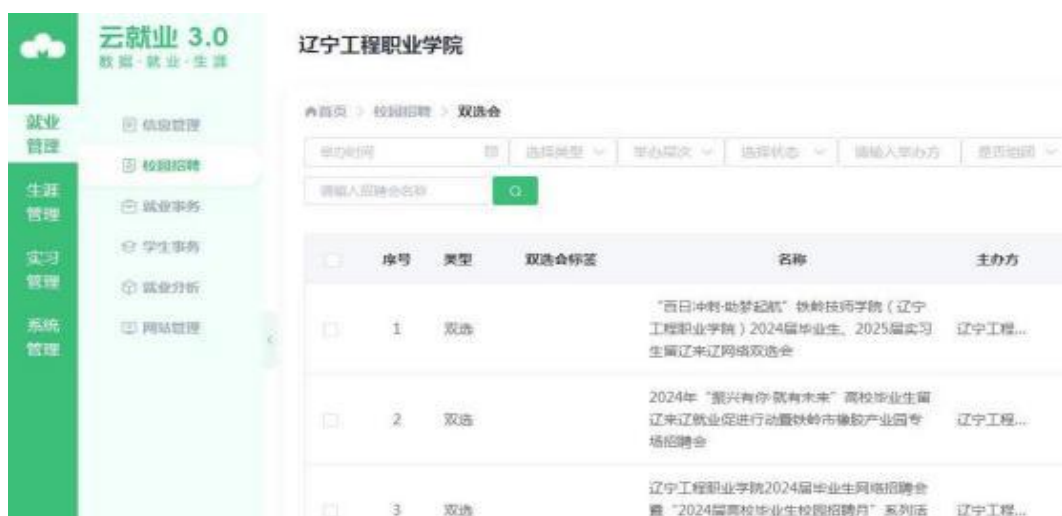 云就业 3.0
数据·就业·生涯
辽宁工程职业学院
就业
管理
生涯
管理
实习
管理
系统
管理
信息管理
校园招聘
就业事务
学生事务
就业分析
网站管理
首页 > 校园招聘 > 双选会
举办时间 选择类型 举办层次 选择状态 请输入举办方 是否组团
请输入招聘会名称
序号 类型 双选会标签 名称 主办方
1 双选 “百日冲刺·助梦起航”铁岭技师学院（辽宁 工程职业学院）2024届毕业生、2025届实习 生留辽来辽网络双选会 辽宁工程...
2 双选 2024年“振兴有你·就有未来”高校毕业生留 辽来辽就业促进行动暨铁岭市橡胶产业园专 场招聘会 辽宁工程...
3 双选 辽宁工程职业学院2024届毕业生网络招聘会 暨“2024届高校毕业生校园招聘月”系列活 辽宁工程...